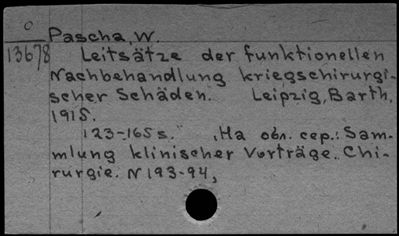 O
Pascha, W.
13678
Leitsätze der funktionellen
Nachbehandlung kriegschirurgi-
scher Schäden. Leipzig, Barth,
1915.
123-165 s. На обл. сер.: Sam-
mlung klinischer Vorträge. Chi-
rurgie. N 193-94,